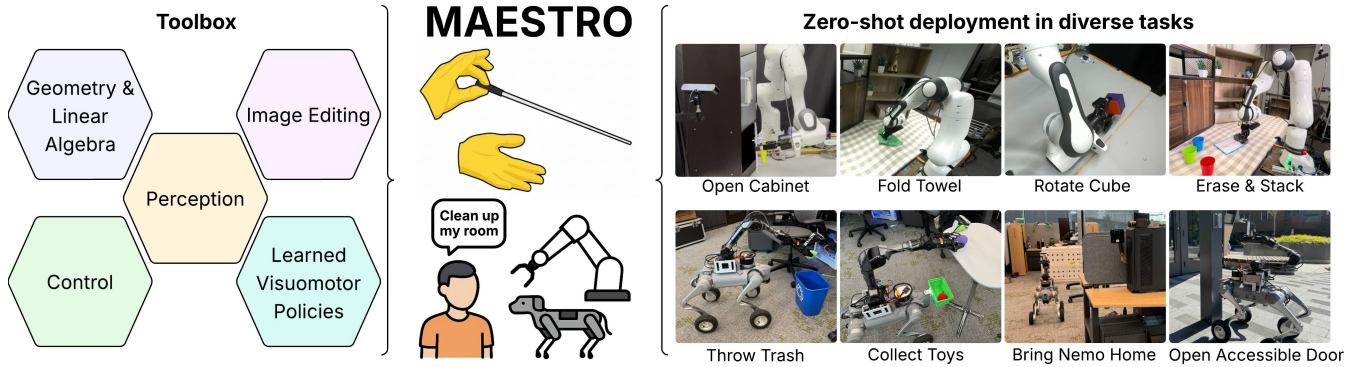 Toolbox
Geometry &
Linear
Algebra
Image Editing
Perception
Control
Learned
Visuomotor
Policies
MAESTRO
Clean up
my room
Zero-shot deployment in diverse tasks
Open Cabinet
Fold Towel
Rotate Cube
Erase & Stack
Throw Trash
Collect Toys
Bring Nemo Home
Open Accessible Door